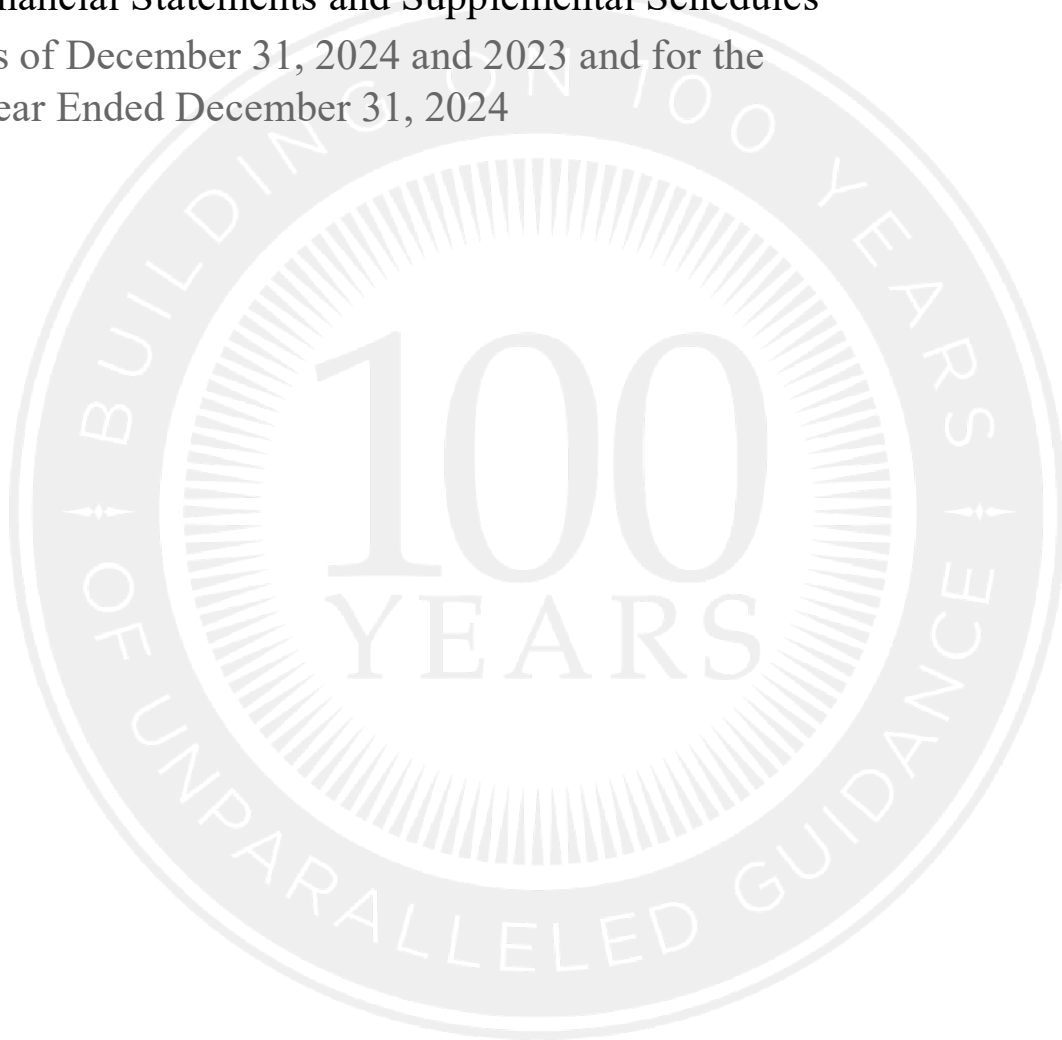 nancial Statements and Supplemental Schedules
s of December 31, 2024 and 2023 and for the
ear Ended December 31, 2024
BUILDING ON 100 YEARS
100
YEARS
OF UNPARALLELED GUIDANCE